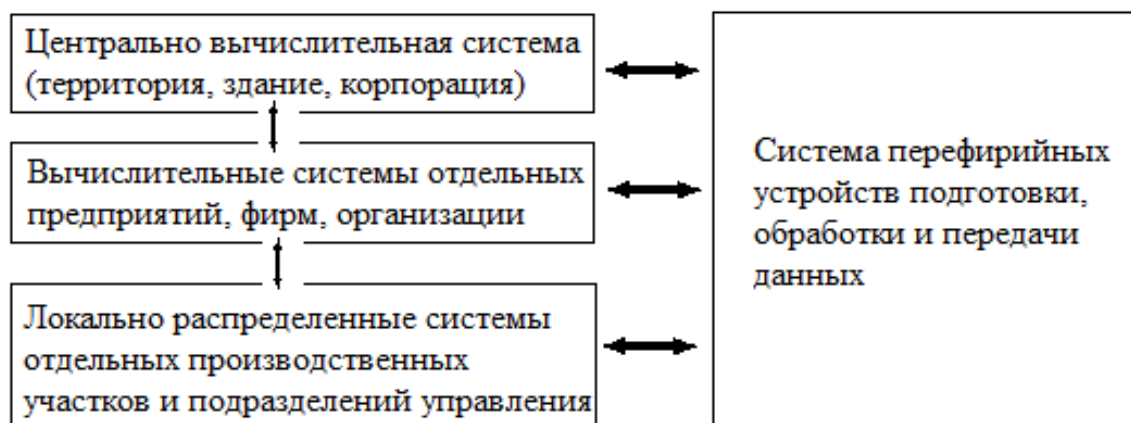 Центрально вычислительная система
(территория, здание, корпорация)
Вычислительные системы отдельных
предприятий, фирм, организации
Локально распределенные системы
отдельных производственных
участков и подразделений управления
Система перефирийных
устройств подготовки,
обработки и передачи
данных